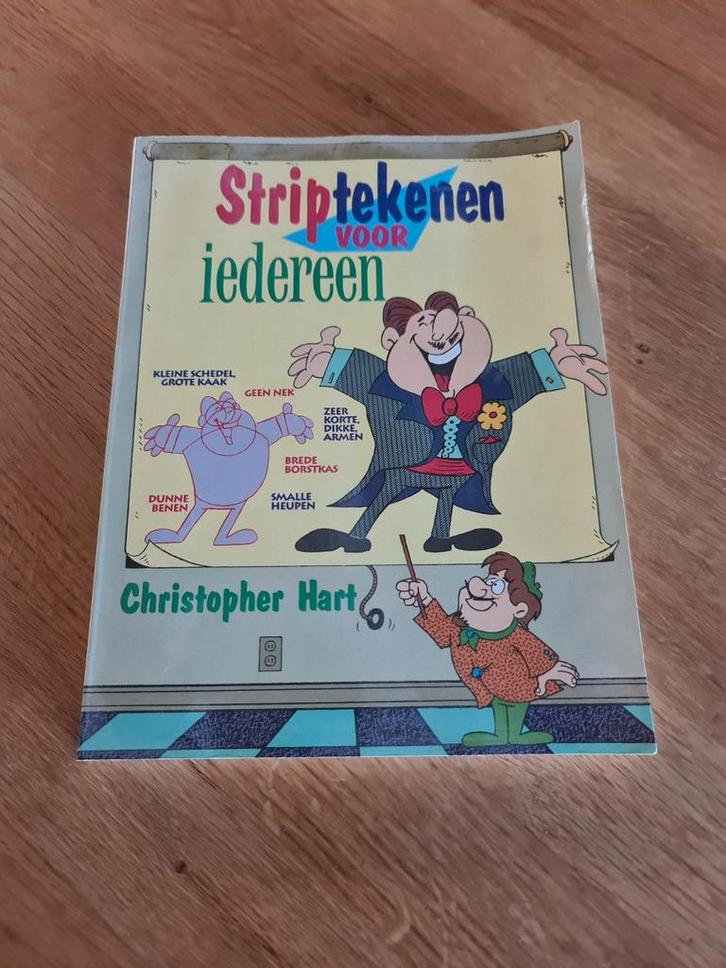 Striptekenen
VOOR
iedereen
KLEINE SCHEDEL,
GROTE KAAK
GEEN NEK
ZEER
KORTE,
DIKKE,
ARMEN
BREDE
BORSTKAS
DUNNE
BENEN
SMALLE
HEUPEN
Christopher Hart